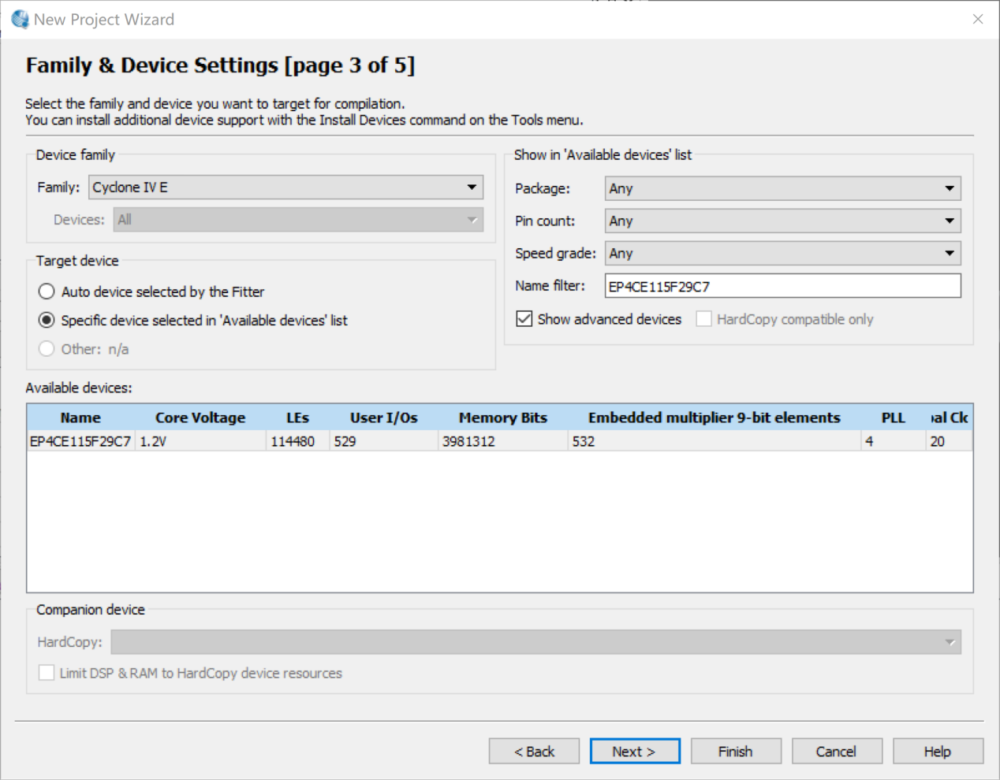 New Project Wizard
Family & Device Settings [page 3 of 5]
Select the family and device you want to target for compilation.
You can install additional device support with the Install Devices command on the Tools menu.
Device family
Family: Cyclone IV E
Devices: All
Target device
Auto device selected by the Fitter
Specific device selected in 'Available devices' list
Other: n/a
Show in 'Available devices' list
Package: Any
Pin count: Any
Speed grade: Any
Name filter: EP4CE115F29C7
Show advanced devices HardCopy compatible only
Available devices:
Name Core Voltage LEs User I/Os Memory Bits Embedded multiplier 9-bit elements PLL
EP4CE115F29C7 1.2V 114480 529 3981312 532 4 20
Companion device
HardCopy:
Limit DSP & RAM to HardCopy device resources
< Back Next > Finish Cancel Help